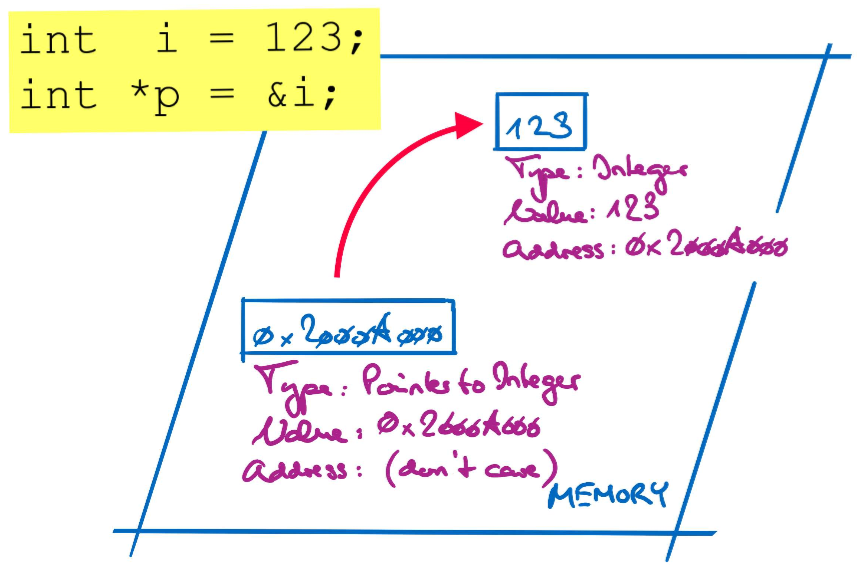 int  i = 123;
int *p = &i;
123
Type: Integer
Value: 123
Address: 0x2000A000
0x2000A000
Type: Pointer to Integer
Value: 0x2000A000
Address: (don't care)
MEMORY